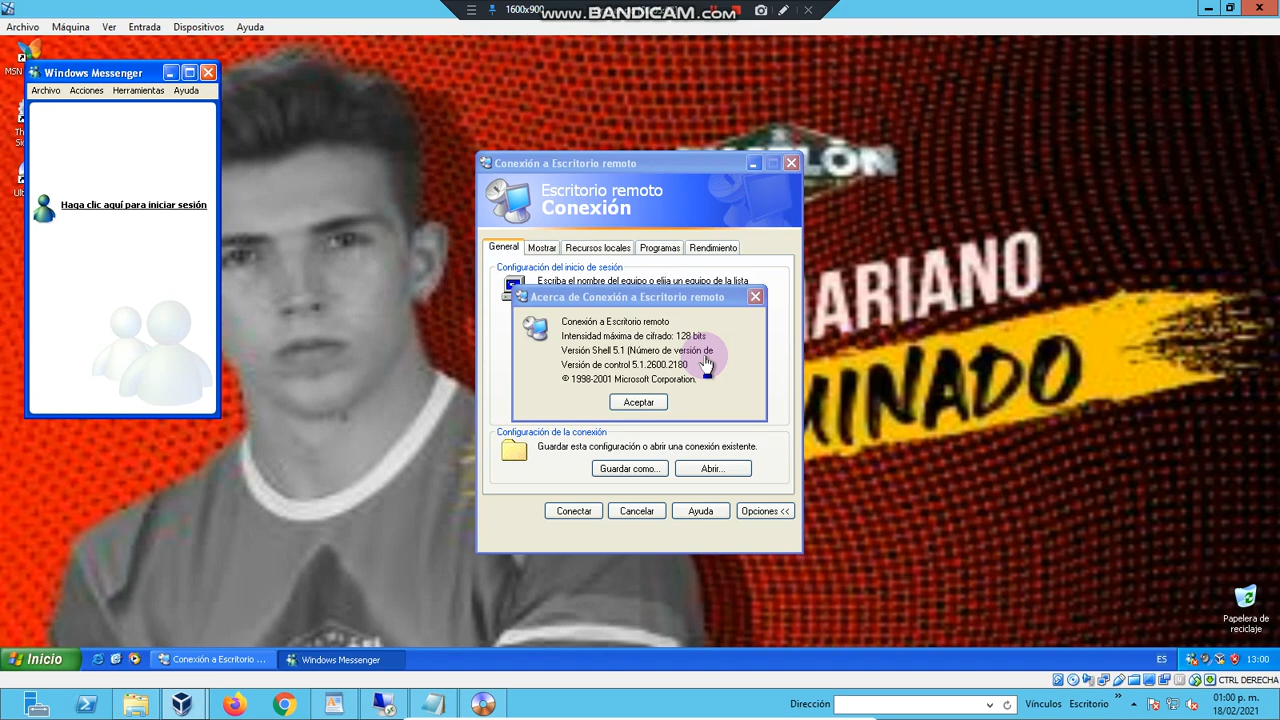 1600x900
www.BANDICAM.com
Archivo Máquina Ver Entrada Dispositivos Ayuda
MSN
Windows Messenger
Archivo Acciones Herramientas Ayuda
Haga clic aquí para iniciar sesión
Conexión a Escritorio remoto
Escritorio remoto
Conexión
General Mostrar Recursos locales Programas Rendimiento
Configuración del inicio de sesión
Escriba el nombre del equipo o elija un equipo de la lista
Acerca de Conexión a Escritorio remoto
Conexión a Escritorio remoto
Intensidad máxima de cifrado: 128 bits
Versión Shell 5.1 (Número de versión de
Versión de control 5.1.2600.2180
© 1998-2001 Microsoft Corporation.
Aceptar
Configuración de la conexión
Guardar esta configuración o abrir una conexión existente.
Guardar como... Abrir...
Conectar Cancelar Ayuda Opciones <<
ARIANO
MINADO
Papelera de
reciclaje
Inicio
Conexión a Escritorio ...
Windows Messenger
ES
13:00
CTRL DERECHA
Dirección
Vínculos Escritorio
01:00 p. m.
18/02/2021